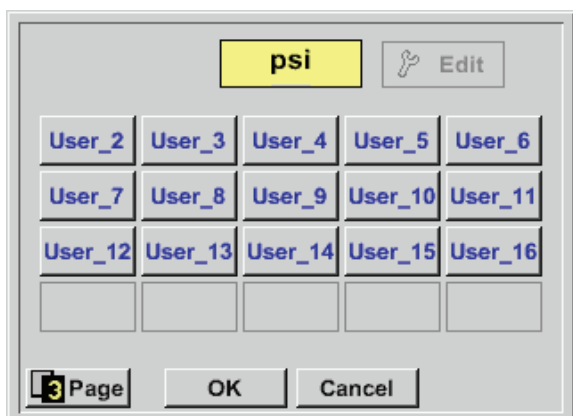 psi Edit
User_2 User_3 User_4 User_5 User_6
User_7 User_8 User_9 User_10 User_11
User_12 User_13 User_14 User_15 User_16
3 Page OK Cancel